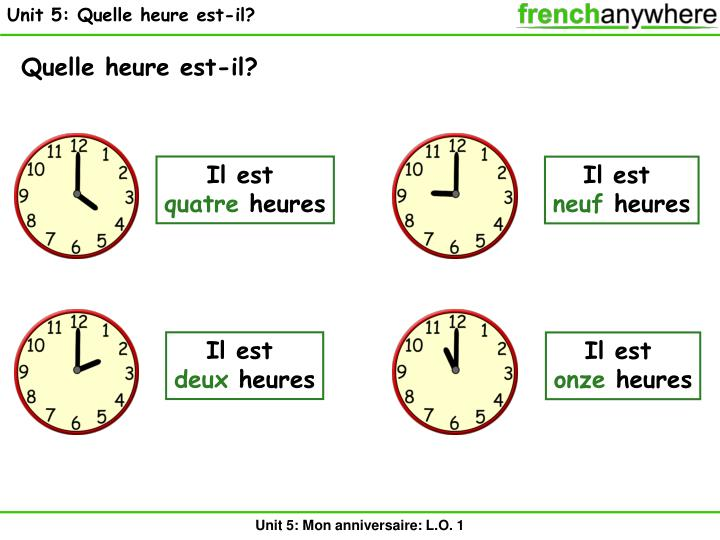 Unit 5: Quelle heure est-il?
frenchanywhere
Quelle heure est-il?
12
11 1
10 2
9 3
8 4
7 5
6
Il est
quatre heures
12
11 1
10 2
9 3
8 4
7 5
6
Il est
neuf heures
12
11 1
10 2
9 3
8 4
7 5
6
Il est
deux heures
12
11 1
10 2
9 3
8 4
7 5
6
Il est
onze heures
Unit 5: Mon anniversaire: L.O. 1